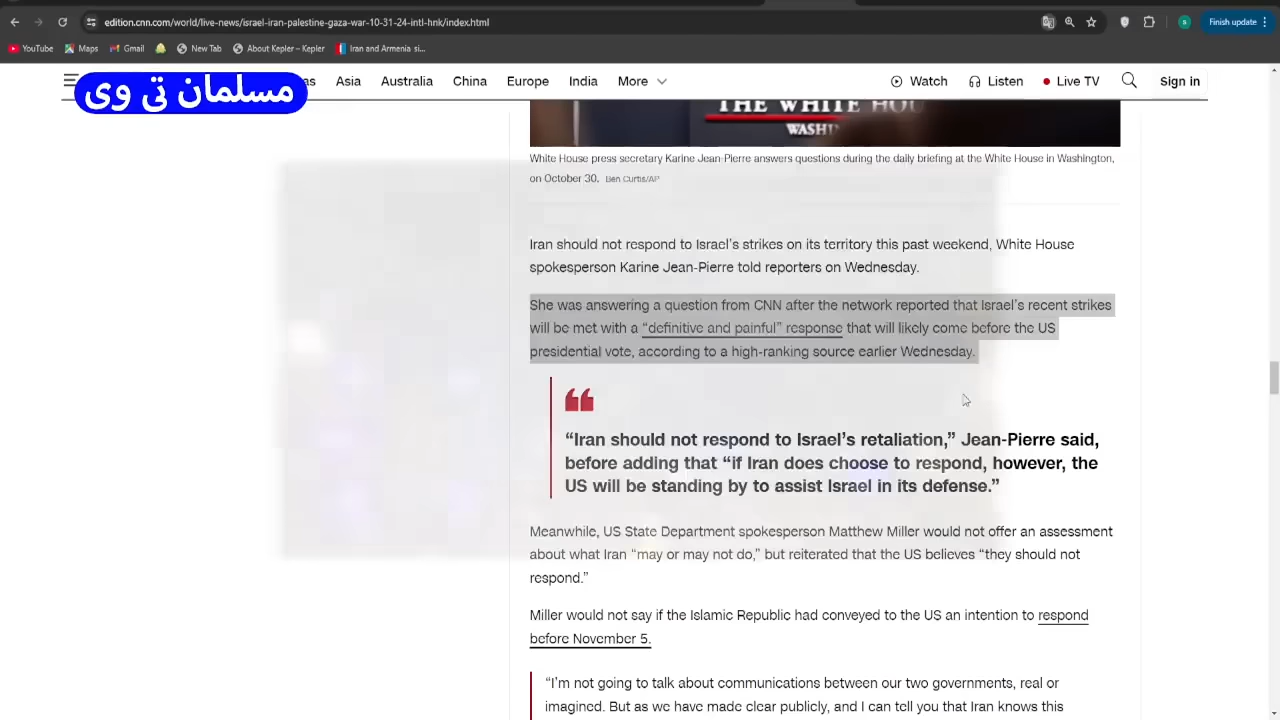 edition.cnn.com/world/live-news/israel-iran-palestine-gaza-war-10-31-24-intl-hnk/index.html
Finish update
YouTube Maps Gmail New Tab About Kepler – Kepler Iran and Armenia si...
مسلمان تی وی
as Asia Australia China Europe India More Watch Listen Live TV Sign in
THE WHITE HOU
WASHIN
White House press secretary Karine Jean-Pierre answers questions during the daily briefing at the White House in Washington,
on October 30. Ben Curtis/AP
Iran should not respond to Israel's strikes on its territory this past weekend, White House
spokesperson Karine Jean-Pierre told reporters on Wednesday.
She was answering a question from CNN after the network reported that Israel's recent strikes
will be met with a “definitive and painful” response that will likely come before the US
presidential vote, according to a high-ranking source earlier Wednesday.
“Iran should not respond to Israel's retaliation,” Jean-Pierre said,
before adding that “if Iran does choose to respond, however, the
US will be standing by to assist Israel in its defense.”
Meanwhile, US State Department spokesperson Matthew Miller would not offer an assessment
about what Iran “may or may not do,” but reiterated that the US believes “they should not
respond.”
Miller would not say if the Islamic Republic had conveyed to the US an intention to respond
before November 5.
“I'm not going to talk about communications between our two governments, real or
imagined. But as we have made clear publicly, and I can tell you that Iran knows this